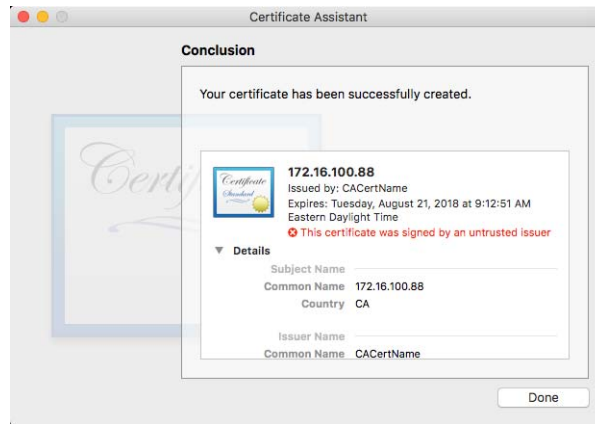 Certificate Assistant
Conclusion
Your certificate has been successfully created.
Certificate
Standard
172.16.100.88
Issued by: CACertName
Expires: Tuesday, August 21, 2018 at 9:12:51 AM
Eastern Daylight Time
This certificate was signed by an untrusted issuer
Details
Subject Name
Common Name 172.16.100.88
Country CA
Issuer Name
Common Name CACertName
Done